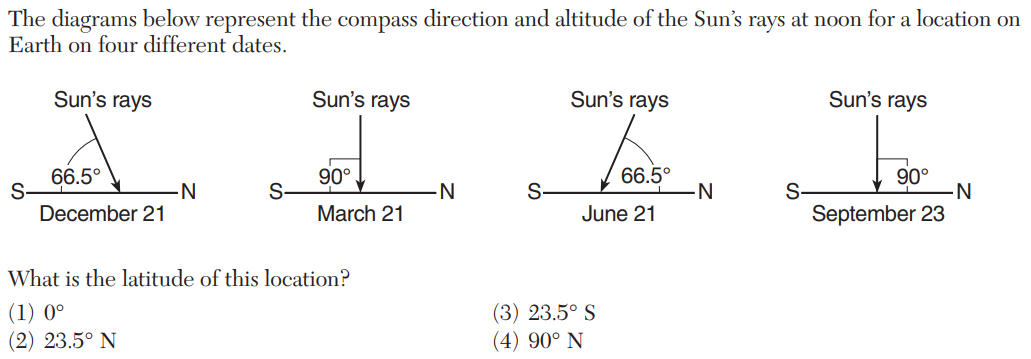 The diagrams below represent the compass direction and altitude of the Sun's rays at noon for a location on
Earth on four different dates.
Sun's rays Sun's rays Sun's rays Sun's rays
66.5° 90° 66.5° 90°
S N S N S N S N
December 21 March 21 June 21 September 23
What is the latitude of this location?
(1) 0° (3) 23.5° S
(2) 23.5° N (4) 90° N